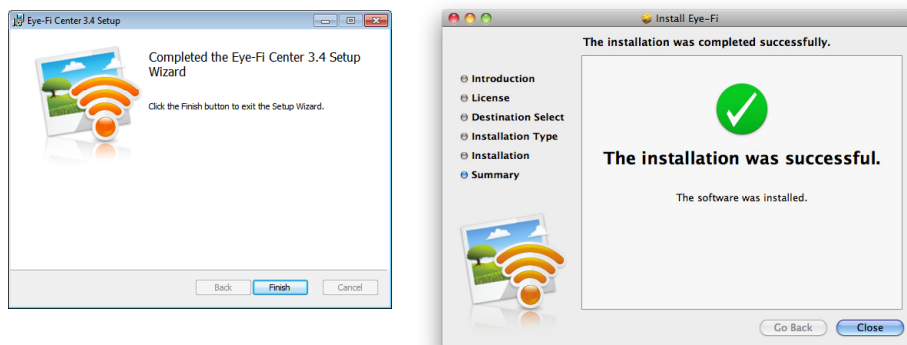 Eye-Fi Center 3.4 Setup
Completed the Eye-Fi Center 3.4 Setup
Wizard
Click the Finish button to exit the Setup Wizard.
Back
Finish
Cancel
Install Eye-Fi
The installation was completed successfully.
Introduction
License
Destination Select
Installation Type
Installation
Summary
The installation was successful.
The software was installed.
Go Back
Close